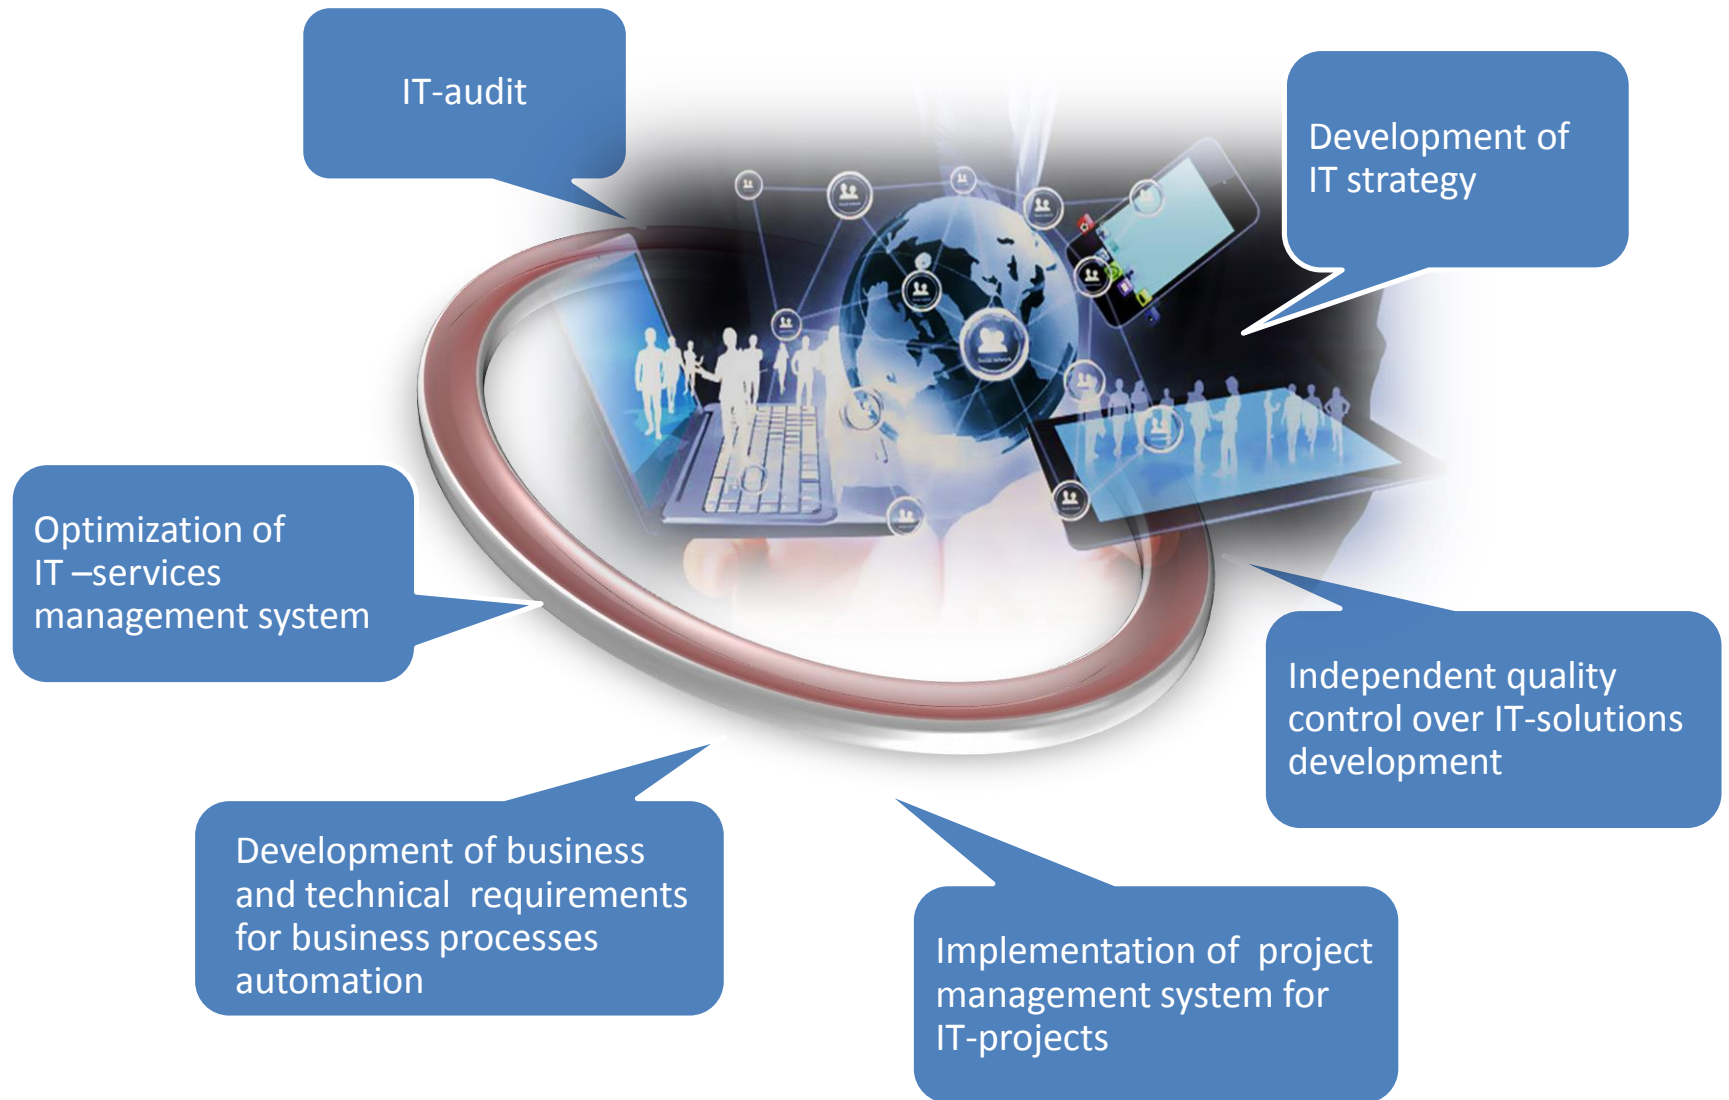 IT-audit
Development of
IT strategy
Optimization of
IT –services
management system
Independent quality
control over IT-solutions
development
Development of business
and technical  requirements
for business processes
automation
Implementation of  project
management system for
IT-projects